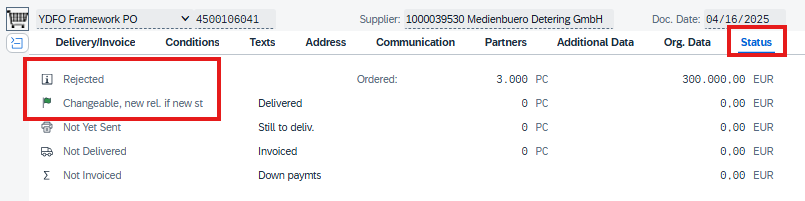 YDFO Framework PO 4500106041 Supplier: 1000039530 Medienbuero Detering GmbH Doc. Date: 04/16/2025
Delivery/Invoice Conditions Texts Address Communication Partners Additional Data Org. Data Status
Rejected Ordered: 3.000 PC 300.000,00 EUR
Changeable, new rel. if new st Delivered 0 PC 0,00 EUR
Not Yet Sent Still to deliv. 0 PC 0,00 EUR
Not Delivered Invoiced 0 PC 0,00 EUR
Σ Not Invoiced Down paymts 0,00 EUR